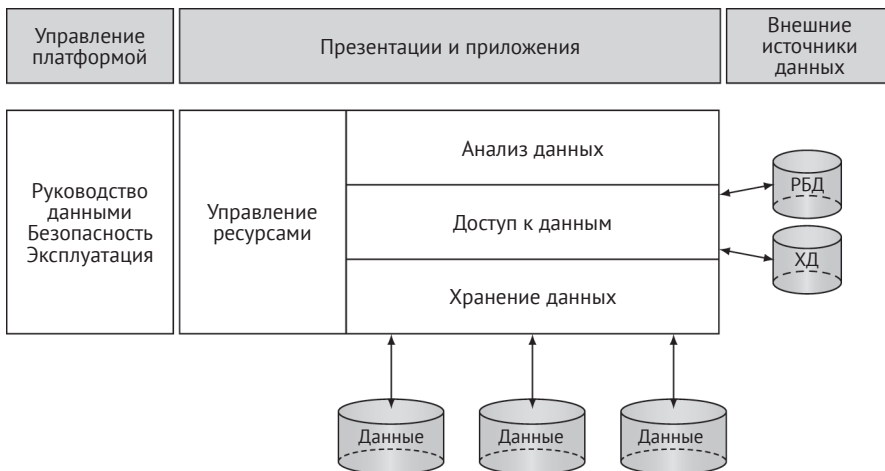 Управление
платформой
Презентации и приложения
Внешние
источники
данных
Руководство
данными
Безопасность
Эксплуатация
Управление
ресурсами
Анализ данных
Доступ к данным
Хранение данных
РБД
ХД
Данные
Данные
Данные